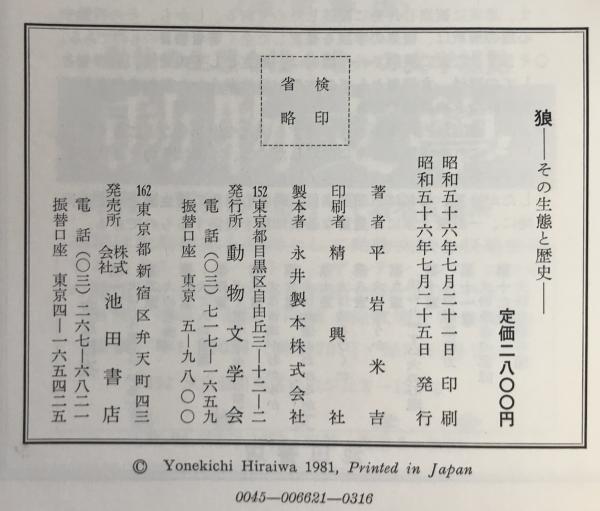 狼――その生態と歴史――
定価二八〇〇円
昭和五十六年七月二十一日 印刷
昭和五十六年七月二十五日 発行
著者 平岩米吉
印刷者 精興社
製本者 永井製本株式会社
152東京都目黒区自由丘三―十二―二
発行所 動物文学会
電話(〇三)七一七―一六五九
振替口座 東京 五―九八〇〇
162東京都新宿区弁天町四三
発売所 株式会社 池田書店
電話(〇三)二六七―六八二一
振替口座 東京四―一六五四二五
検印
省略
© Yonekichi Hiraiwa 1981, Printed in Japan
0045―006621―0316